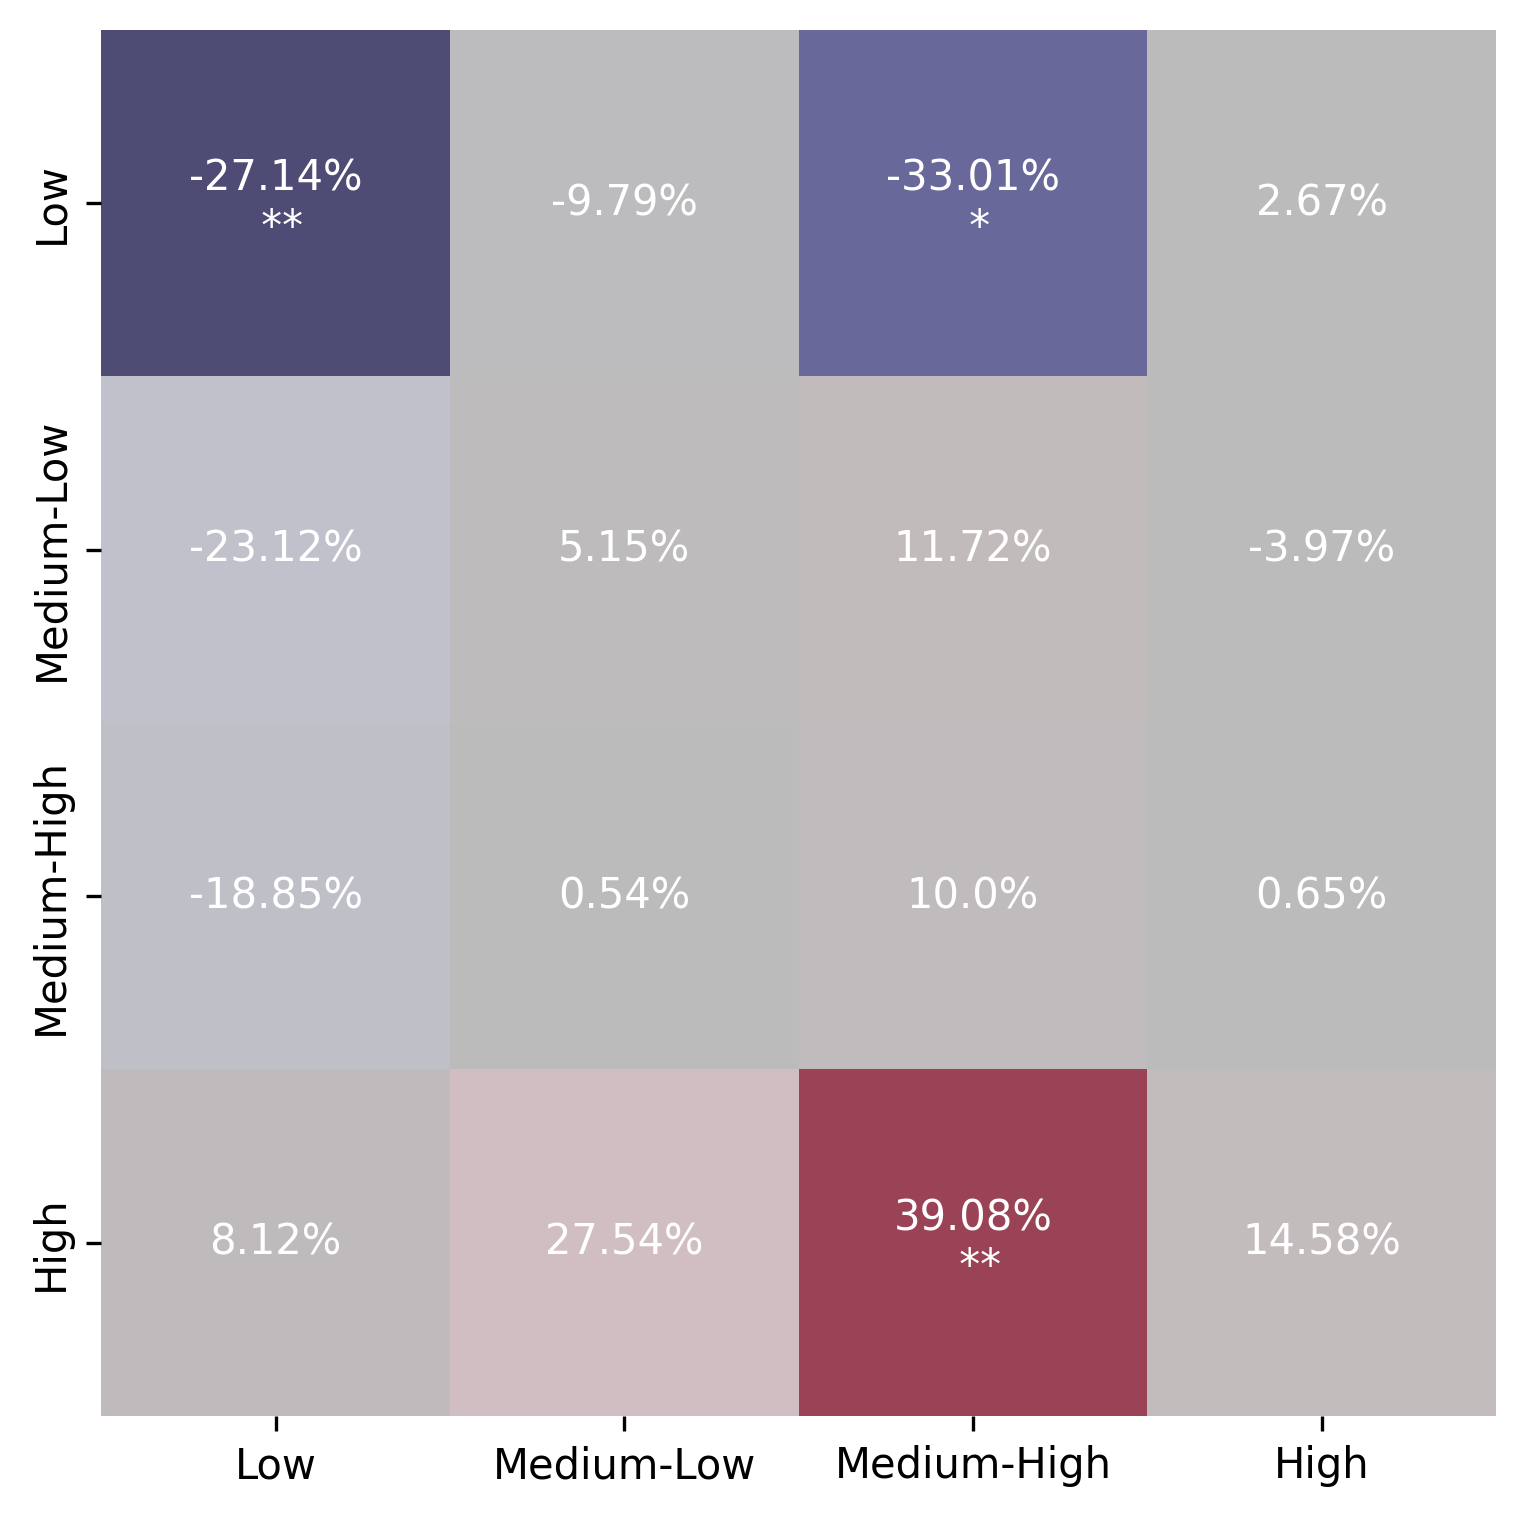 Low
-27.14%
**
-9.79%
-33.01%
*
2.67%
Medium-Low
-23.12%
5.15%
11.72%
-3.97%
Medium-High
-18.85%
0.54%
10.0%
0.65%
High
8.12%
27.54%
39.08%
**
14.58%
Low
Medium-Low
Medium-High
High